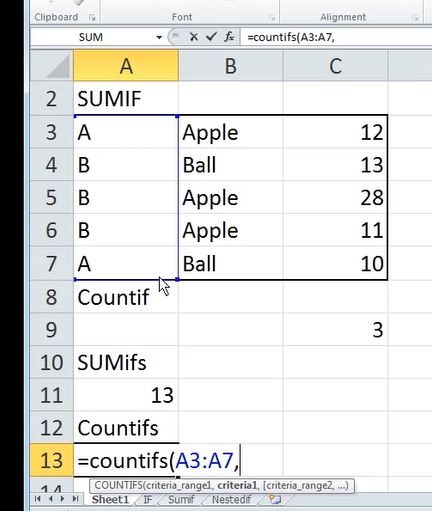 Clipboard Font Alignment
SUM fx =countifs(A3:A7,
A B C
2 SUMIF
3 A Apple 12
4 B Ball 13
5 B Apple 28
6 B Apple 11
7 A Ball 10
8 Countif
9 3
10 SUMifs
11 13
12 Countifs
13 =countifs(A3:A7,
COUNTIFS(criteria_range1, criteria1, [criteria_range2, ...)
Sheet1 IF Sumif Nestedif